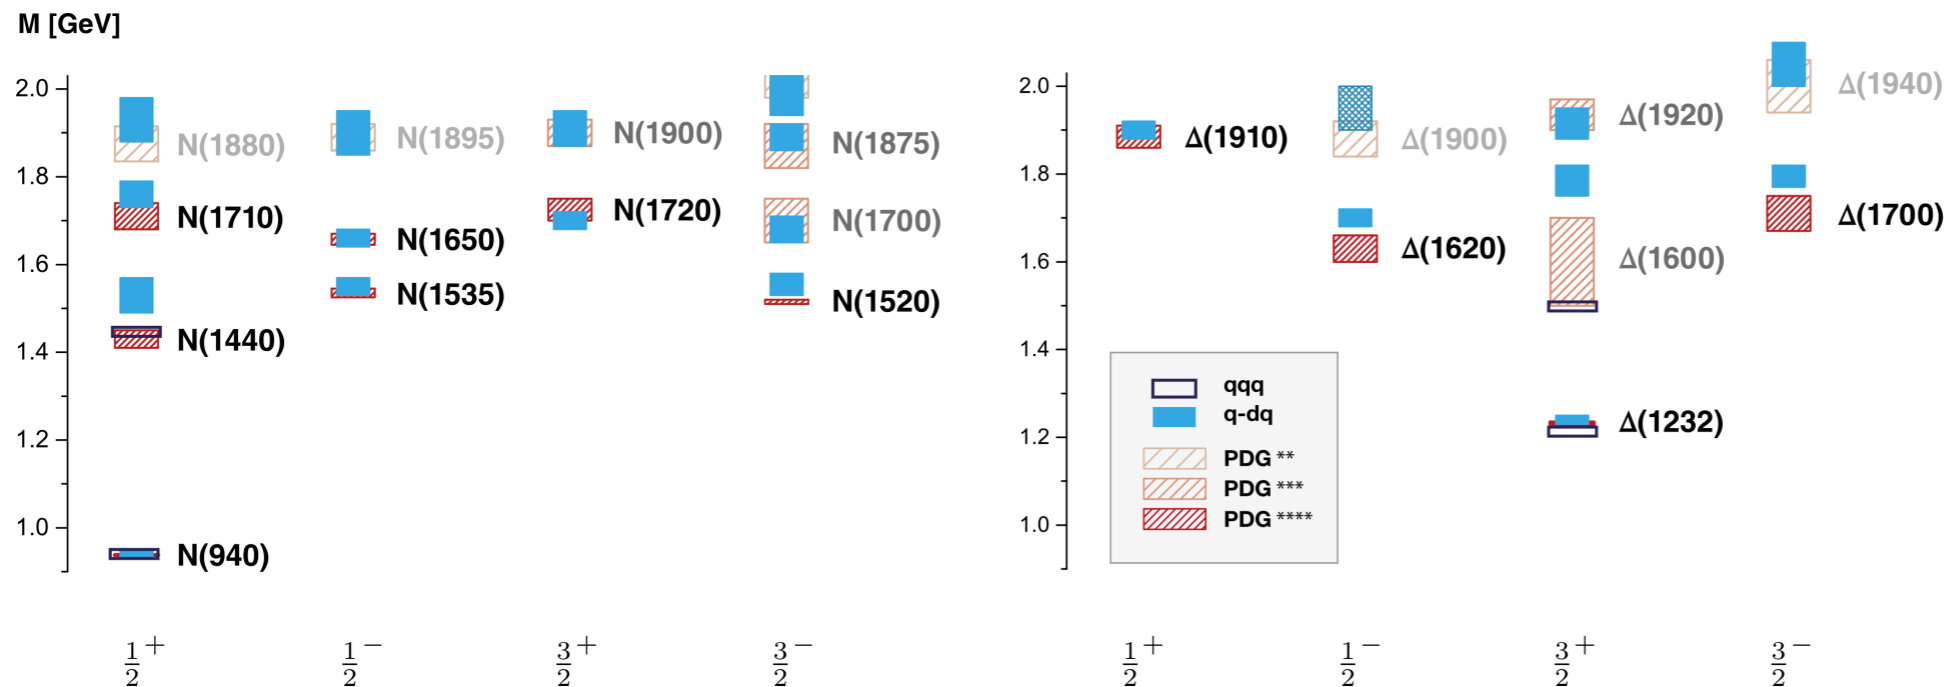 M [GeV]
2.0
1.8
1.6
1.4
1.2
1.0
N(1880)
N(1710)
N(1440)
N(940)
N(1895)
N(1650)
N(1535)
N(1900)
N(1720)
N(1875)
N(1700)
N(1520)
1/2+
1/2−
3/2+
3/2−
2.0
1.8
1.6
1.4
1.2
1.0
Δ(1910)
Δ(1900)
Δ(1620)
Δ(1920)
Δ(1600)
Δ(1232)
Δ(1940)
Δ(1700)
qqq
q-dq
PDG **
PDG ***
PDG ****
1/2+
1/2−
3/2+
3/2−